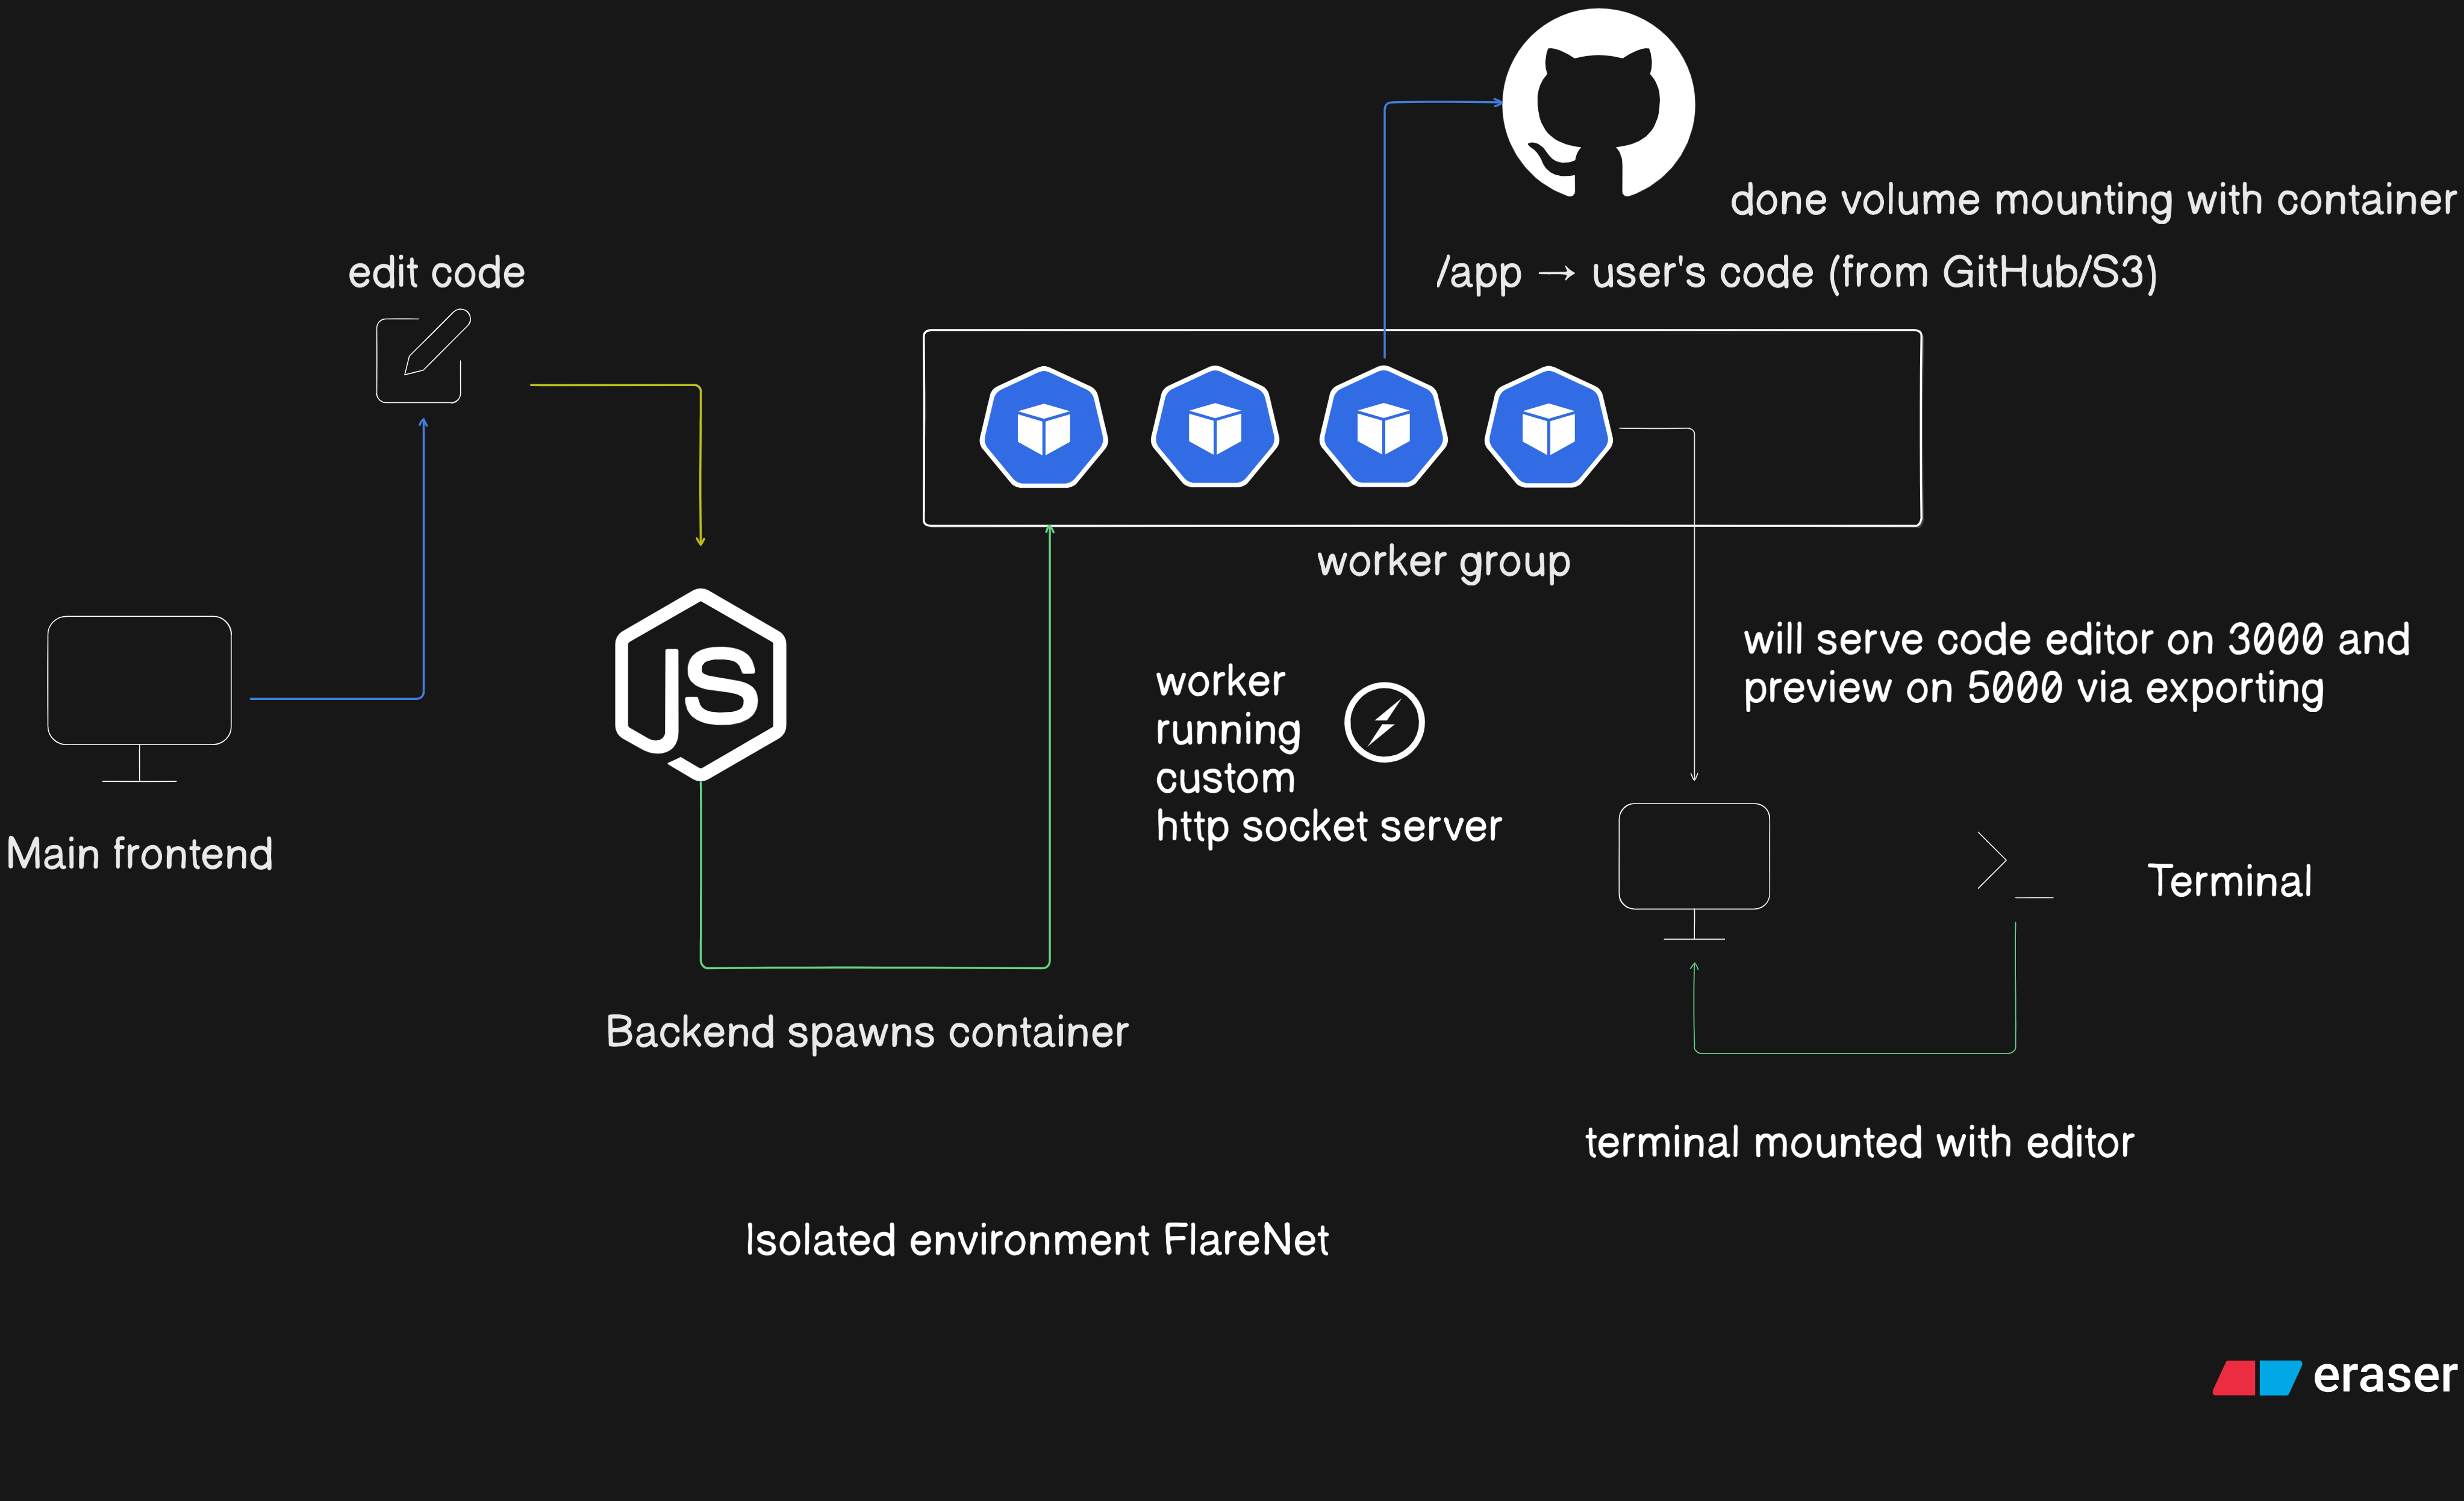 done volume mounting with container
/app → user's code (from GitHub/S3)
edit code
worker group
JS
will serve code editor on 3000 and
preview on 5000 via exporting
worker
running
custom
http socket server
Main frontend
Terminal
Backend spawns container
terminal mounted with editor
Isolated environment FlareNet
eraser